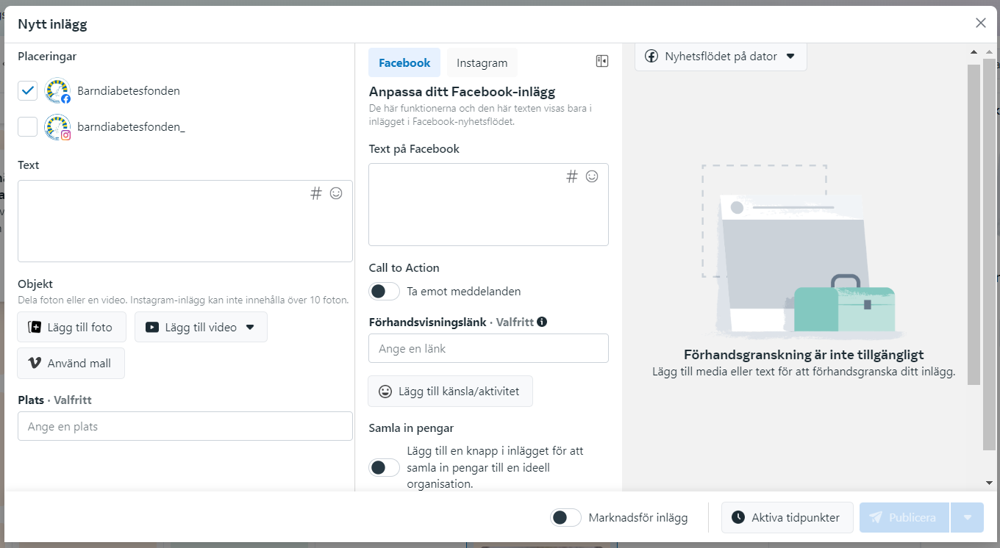 Nytt inlägg
Placeringar
Barndiabetesfonden
barndiabetesfonden_
Text
Objekt
Dela foton eller en video. Instagram-inlägg kan inte innehålla över 10 foton.
Lägg till foto
Lägg till video
Använd mall
Plats · Valfritt
Ange en plats
Facebook
Instagram
Anpassa ditt Facebook-inlägg
De här funktionerna och den här texten visas bara i
inlägget i Facebook-nyhetsflödet.
Text på Facebook
Call to Action
Ta emot meddelanden
Förhandsvisningslänk · Valfritt
Ange en länk
Lägg till känsla/aktivitet
Samla in pengar
Lägg till en knapp i inlägget för att
samla in pengar till en ideell
organisation.
Nyhetsflödet på dator
Förhandsgranskning är inte tillgängligt
Lägg till media eller text för att förhandsgranska ditt inlägg.
Marknadsför inlägg
Aktiva tidpunkter
Publicera